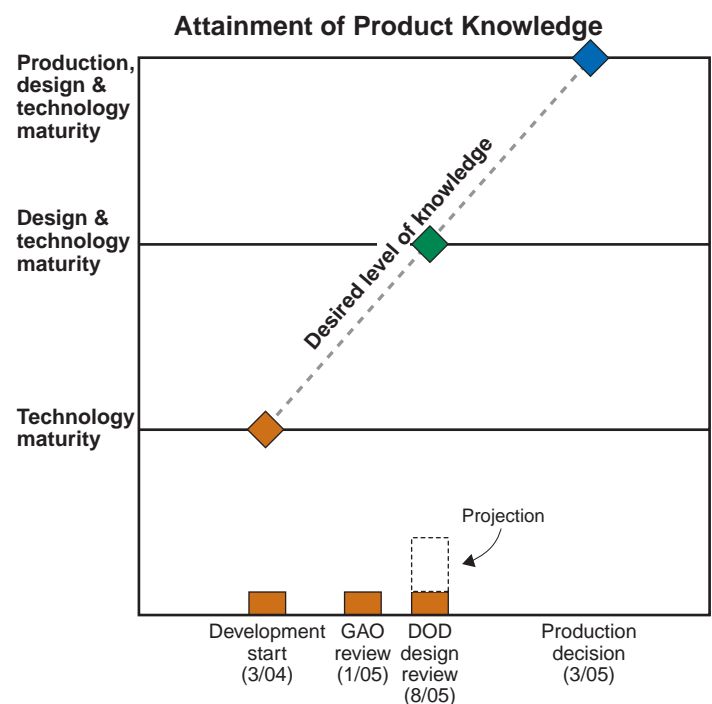 Attainment of Product Knowledge
Production,
design &
technology
maturity
Design &
technology
maturity
Technology
maturity
Desired level of knowledge
Projection
Development
start
(3/04)
GAO
review
(1/05)
DOD
design
review
(8/05)
Production
decision
(3/05)